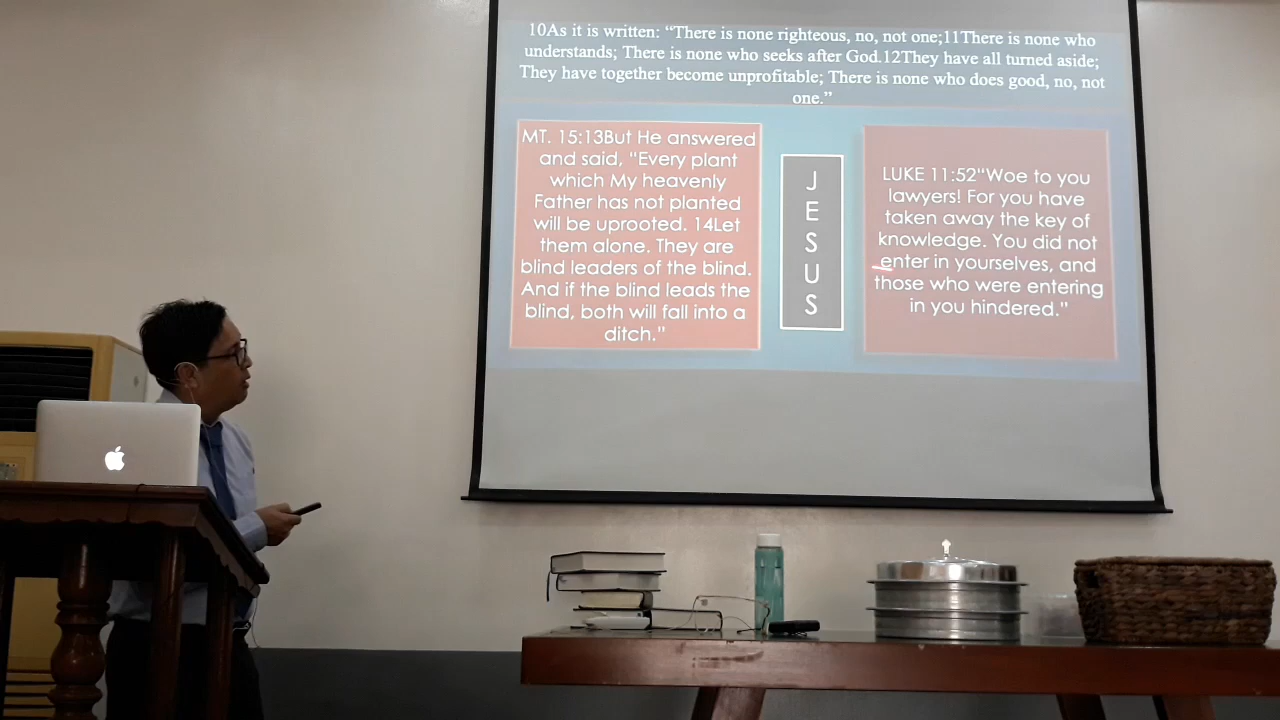 10As it is written: “There is none righteous, no, not one;11There is none who
understands; There is none who seeks after God.12They have all turned aside;
They have together become unprofitable; There is none who does good, no, not
one.”
MT. 15:13But He answered
and said, "Every plant
which My heavenly
Father has not planted
will be uprooted. 14Let
them alone. They are
blind leaders of the blind.
And if the blind leads the
blind, both will fall into a
ditch."
J
E
S
U
S
LUKE 11:52"Woe to you
lawyers! For you have
taken away the key of
knowledge. You did not
enter in yourselves, and
those who were entering
in you hindered."